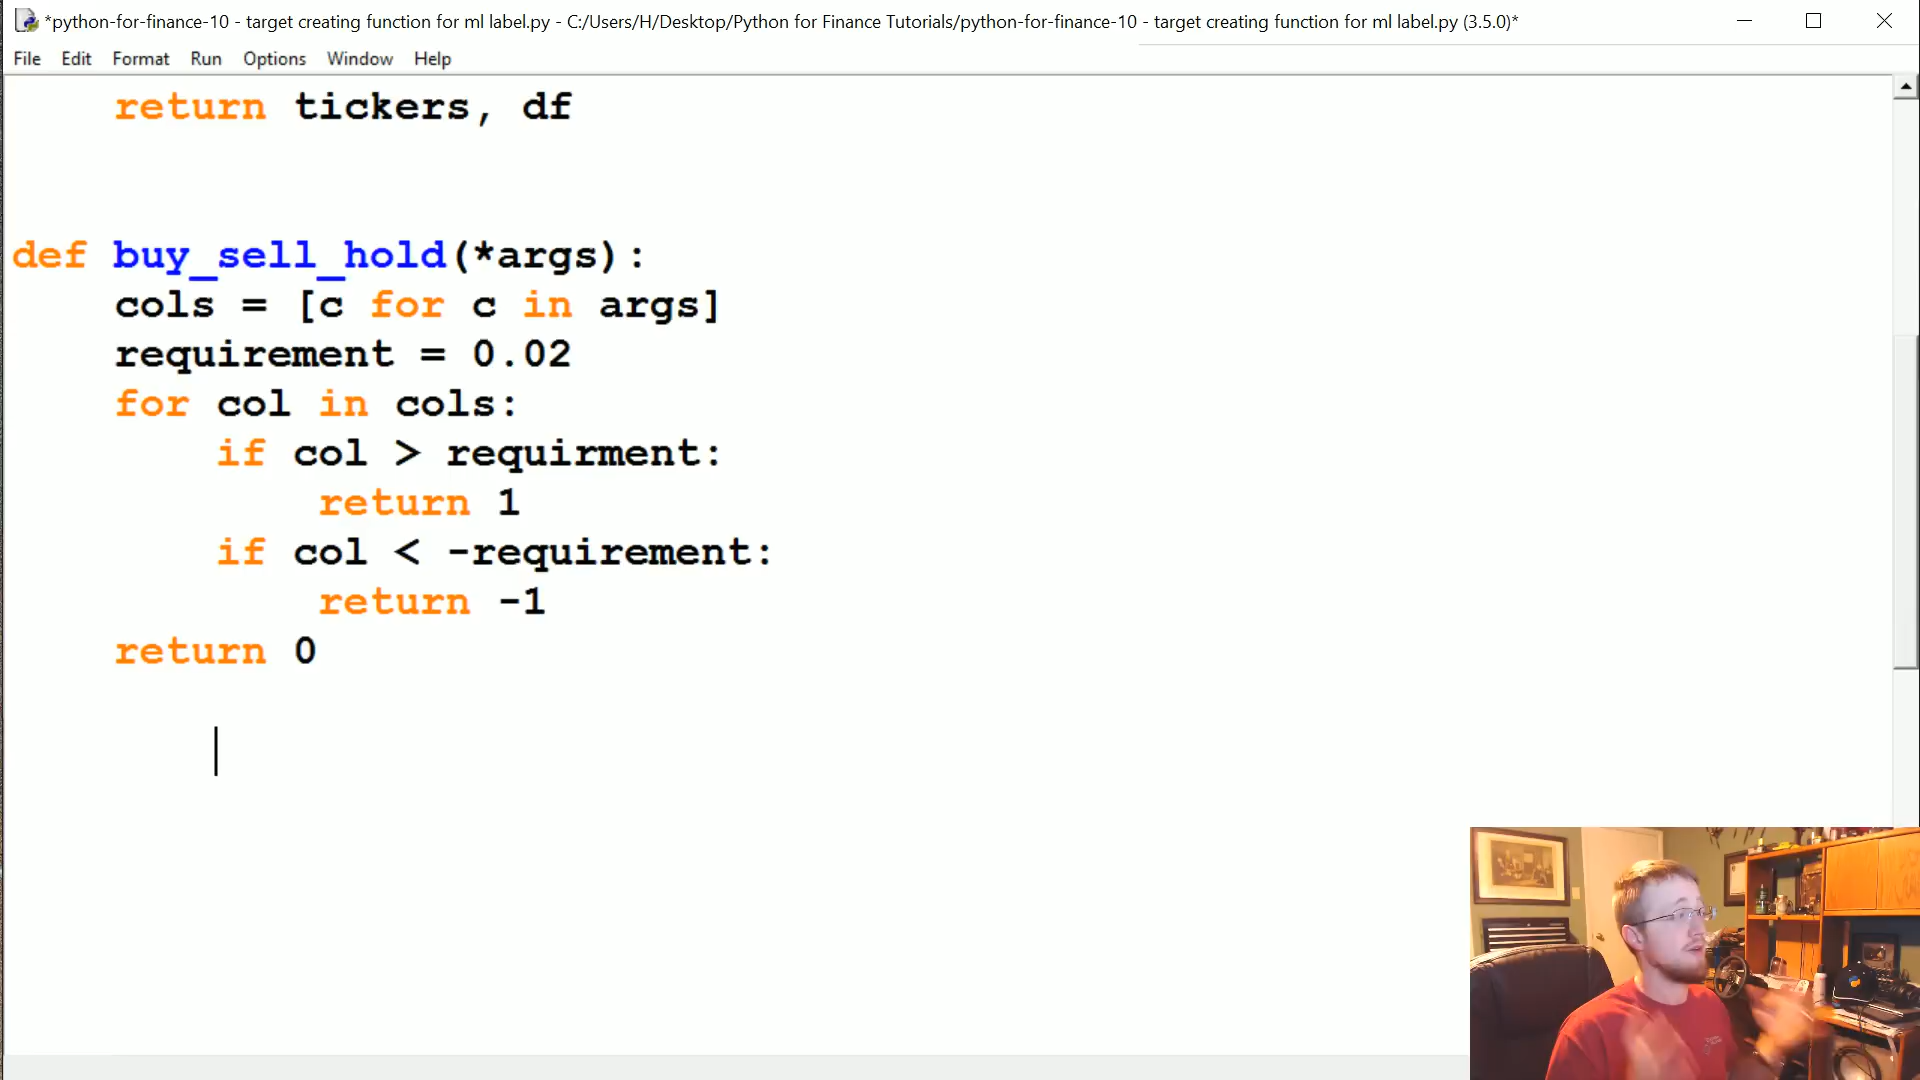 *python-for-finance-10 - target creating function for ml label.py - C:/Users/H/Desktop/Python for Finance Tutorials/python-for-finance-10 - target creating function for ml label.py (3.5.0)*
File Edit Format Run Options Window Help
return tickers, df
def buy_sell_hold(*args):
cols = [c for c in args]
requirement = 0.02
for col in cols:
if col > requirment:
return 1
if col < -requirement:
return -1
return 0